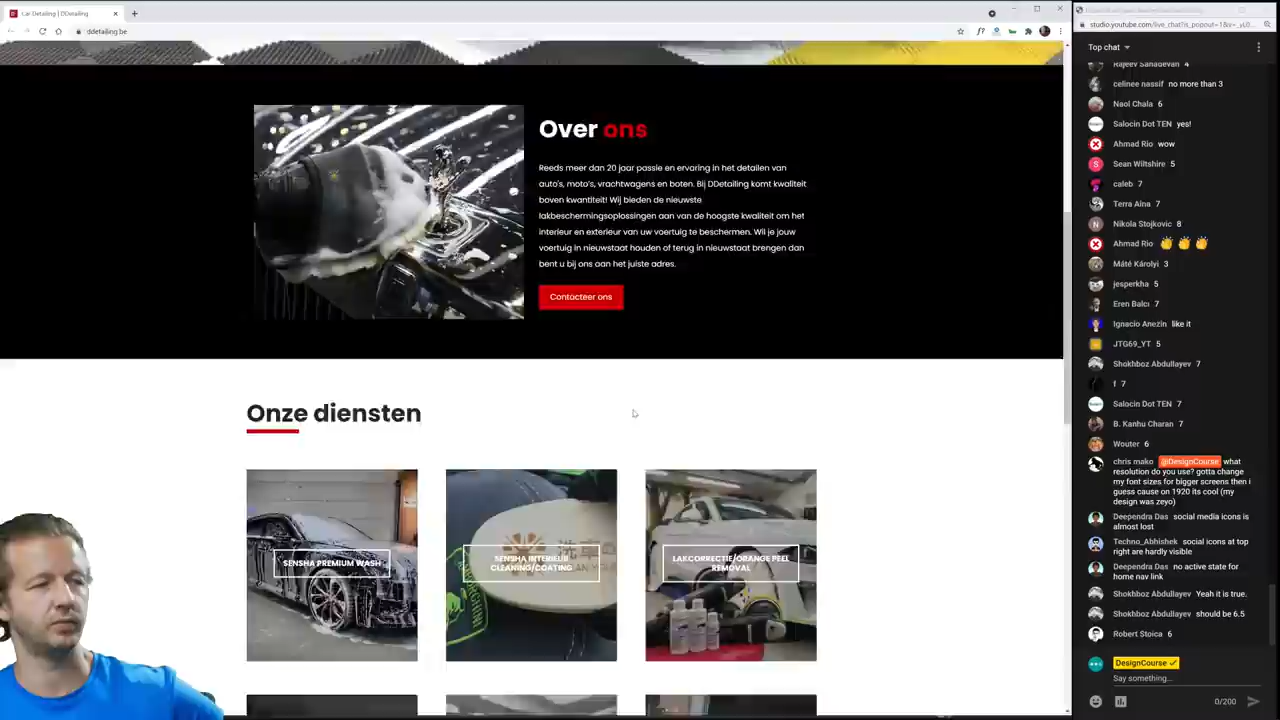 Car Detailing | DDetailing
ddetailing.be
Over ons
Reeds meer dan 20 jaar passie en ervaring in het detailen van
auto's, moto's, vrachtwagens en boten. Bij DDetailing komt kwaliteit
boven kwantiteit! Wij bieden de nieuwste
lakbeschermingsoplossingen aan van de hoogste kwaliteit om het
interieur en exterieur van uw voertuig te beschermen. Wil je jouw
voertuig in nieuwstaat houden of terug in nieuwstaat brengen dan
bent u bij ons aan het juiste adres.
Contacteer ons
Onze diensten
SENSHA PREMIUM WASH
SENSHA INTERIEUR
CLEANING/COATING
LAKCORRECTIE/ORANGE PEEL
REMOVAL
studio.youtube.com/live_chat?is_popout=1&v=
Top chat
Rajeev Sahadevan 4
celinee nassif no more than 3
Naol Chala 6
Salocin Dot TEN yes!
Ahmad Rio wow
Sean Wiltshire 5
caleb 7
Terra Aina 7
Nikola Stojkovic 8
Ahmad Rio 👏 👏 👏
Máté Károlyi 3
jesperkha 5
Eren Balcı 7
Ignacio Anezin like it
JTG69_YT 5
Shokhboz Abdullayev 7
f 7
Salocin Dot TEN 7
B. Kanhu Charan 7
Wouter 6
chris mako @DesignCourse what
resolution do you use? gotta change
my font sizes for bigger screens then i
guess cause on 1920 its cool (my
design was zeyo)
Deependra Das social media icons is
almost lost
Techno_Abhishek social icons at top
right are hardly visible
Deependra Das no active state for
home nav link
Shokhboz Abdullayev Yeah it is true.
Shokhboz Abdullayev should be 6.5
Robert Stoica 6
DesignCourse
Say something...
0/200